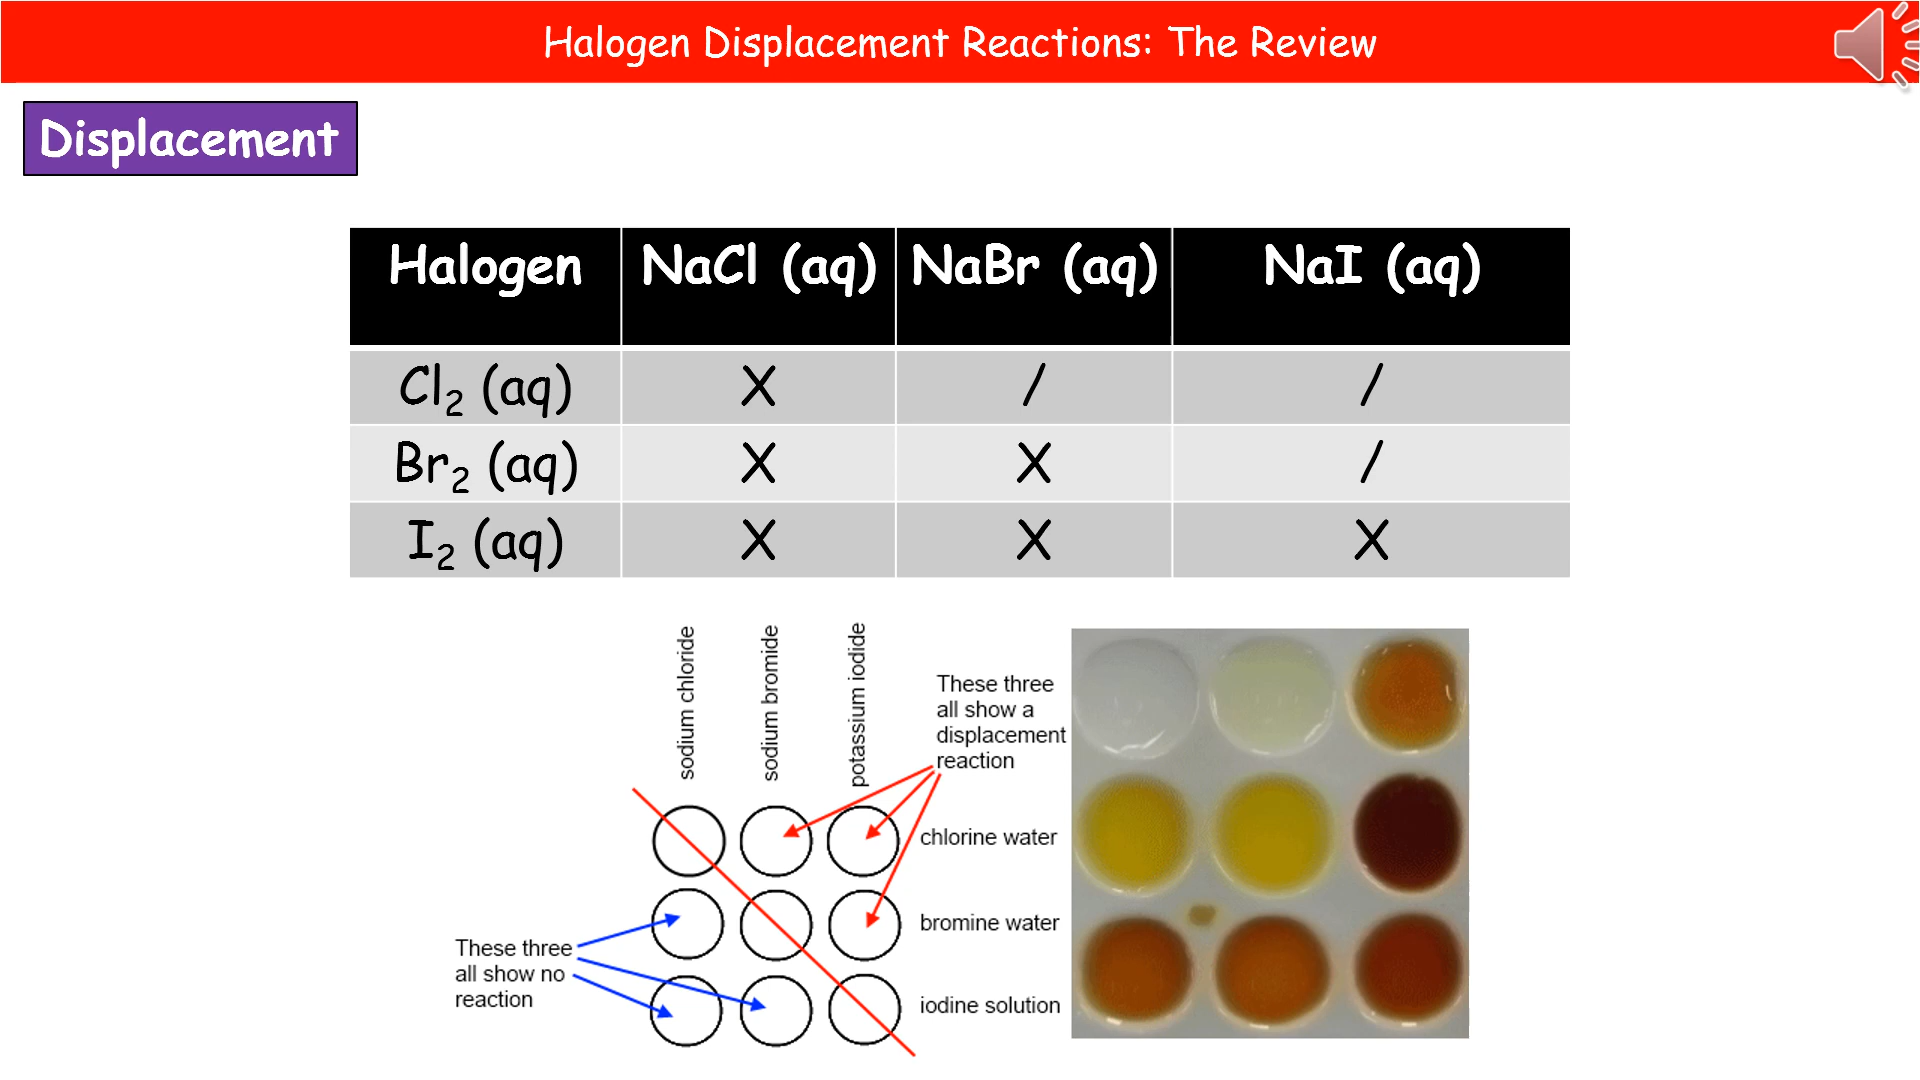 Halogen Displacement Reactions: The Review
Displacement
Halogen NaCl (aq) NaBr (aq) NaI (aq)
Cl₂ (aq) X / /
Br₂ (aq) X X /
I₂ (aq) X X X
sodium chloride
sodium bromide
potassium iodide
These three
all show a
displacement
reaction
chlorine water
bromine water
iodine solution
These three
all show no
reaction